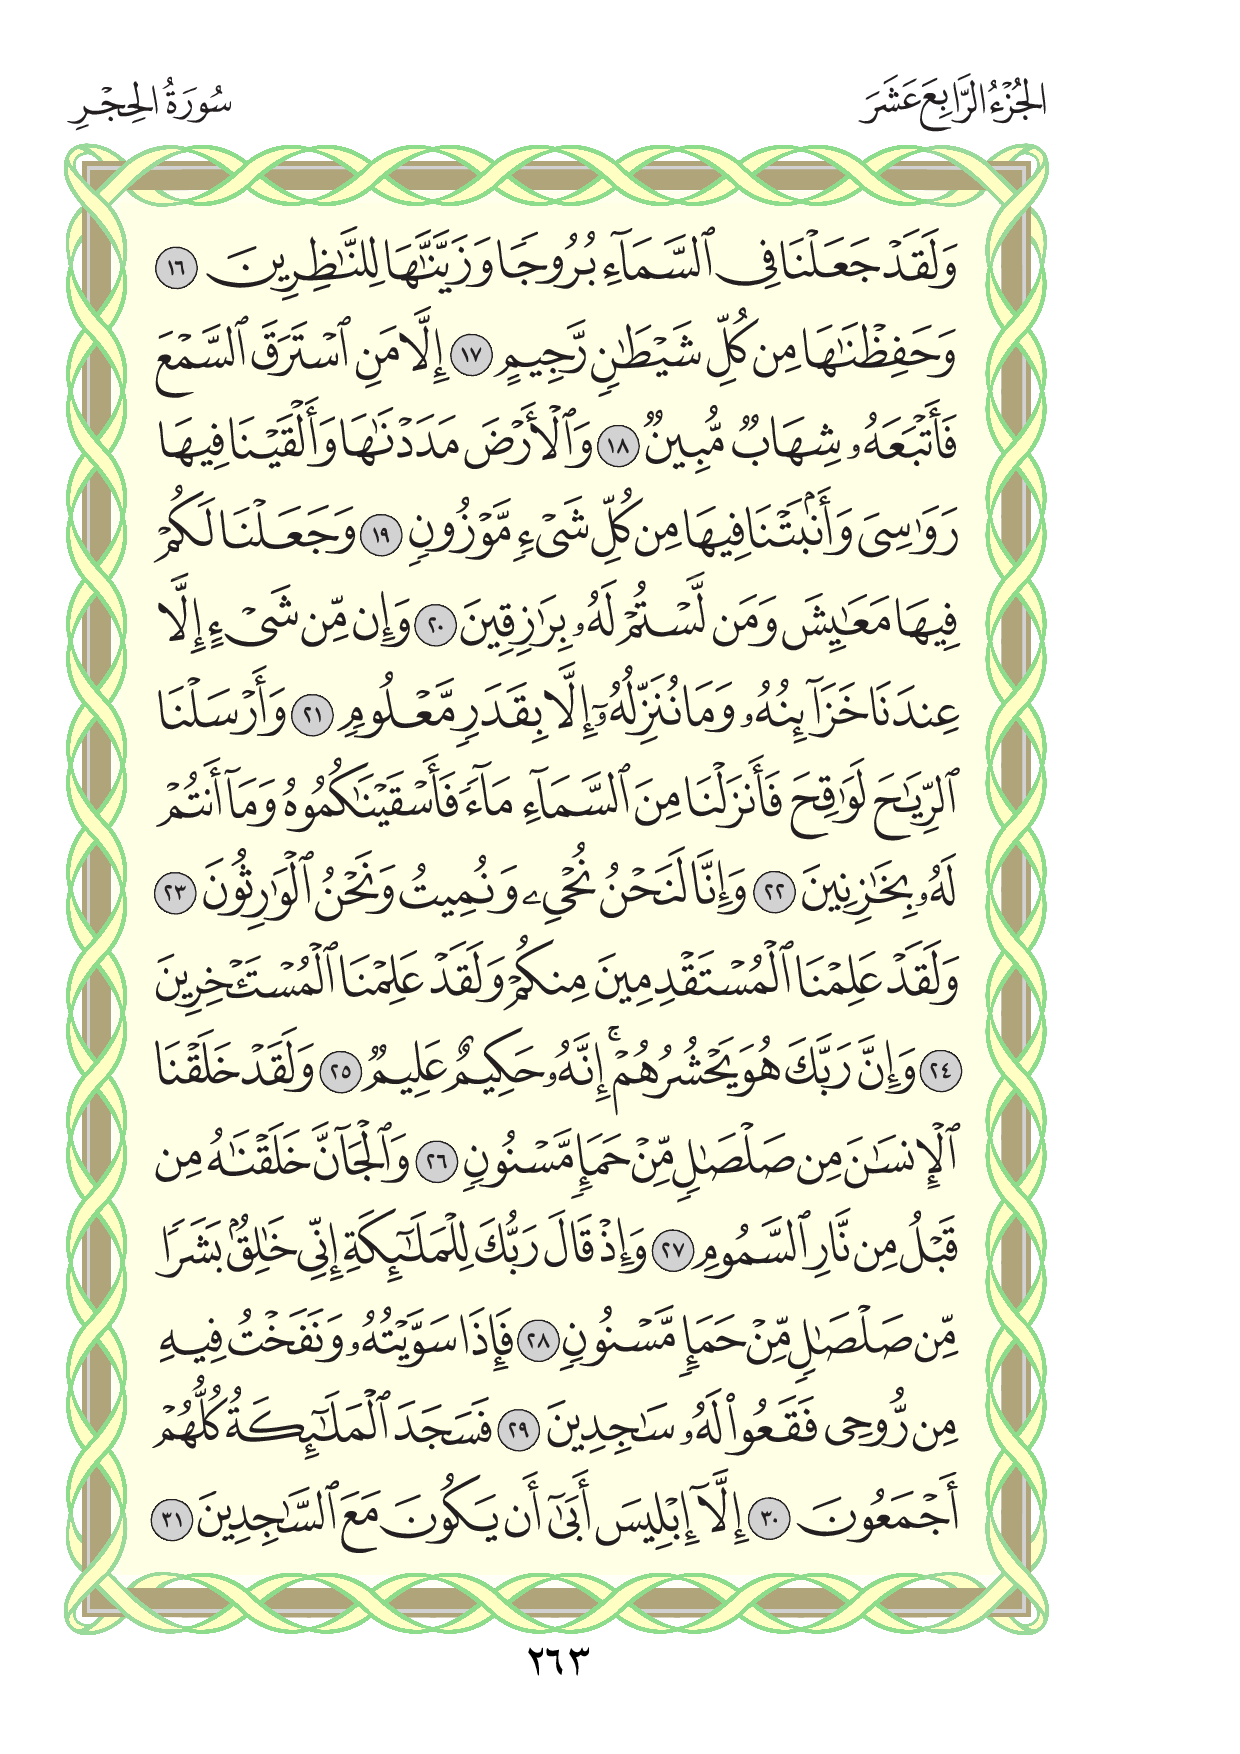 الجُزْءُ الرَّابِعَ عَشَرَ
سُورَةُ الحِجْرِ
وَلَقَدْ جَعَلْنَا فِى ٱلسَّمَآءِ بُرُوجًا وَزَيَّنَّٰهَا لِلنَّٰظِرِينَ ١٦
وَحَفِظْنَٰهَا مِن كُلِّ شَيْطَٰنٍ رَّجِيمٍ ١٧ إِلَّا مَنِ ٱسْتَرَقَ ٱلسَّمْعَ
فَأَتْبَعَهُۥ شِهَابٌ مُّبِينٌ ١٨ وَٱلْأَرْضَ مَدَدْنَٰهَا وَأَلْقَيْنَا فِيهَا
رَوَٰسِىَ وَأَنۢبَتْنَا فِيهَا مِن كُلِّ شَىْءٍ مَّوْزُونٍ ١٩ وَجَعَلْنَا لَكُمْ
فِيهَا مَعَٰيِشَ وَمَن لَّسْتُمْ لَهُۥ بِرَٰزِقِينَ ٢٠ وَإِن مِّن شَىْءٍ إِلَّا
عِندَنَا خَزَآئِنُهُۥ وَمَا نُنَزِّلُهُۥٓ إِلَّا بِقَدَرٍ مَّعْلُومٍ ٢١ وَأَرْسَلْنَا
ٱلرِّيَٰحَ لَوَٰقِحَ فَأَنزَلْنَا مِنَ ٱلسَّمَآءِ مَآءً فَأَسْقَيْنَٰكُمُوهُ وَمَآ أَنتُمْ
لَهُۥ بِخَٰزِنِينَ ٢٢ وَإِنَّا لَنَحْنُ نُحْىِۦ وَنُمِيتُ وَنَحْنُ ٱلْوَٰرِثُونَ ٢٣
وَلَقَدْ عَلِمْنَا ٱلْمُسْتَقْدِمِينَ مِنكُمْ وَلَقَدْ عَلِمْنَا ٱلْمُسْتَـْٔخِرِينَ
٢٤ وَإِنَّ رَبَّكَ هُوَ يَحْشُرُهُمْ ۚ إِنَّهُۥ حَكِيمٌ عَلِيمٌ ٢٥ وَلَقَدْ خَلَقْنَا
ٱلْإِنسَٰنَ مِن صَلْصَٰلٍ مِّنْ حَمَإٍ مَّسْنُونٍ ٢٦ وَٱلْجَآنَّ خَلَقْنَٰهُ مِن
قَبْلُ مِن نَّارِ ٱلسَّمُومِ ٢٧ وَإِذْ قَالَ رَبُّكَ لِلْمَلَٰٓئِكَةِ إِنِّى خَٰلِقٌۢ بَشَرًا
مِّن صَلْصَٰلٍ مِّنْ حَمَإٍ مَّسْنُونٍ ٢٨ فَإِذَا سَوَّيْتُهُۥ وَنَفَخْتُ فِيهِ
مِن رُّوحِى فَقَعُوا۟ لَهُۥ سَٰجِدِينَ ٢٩ فَسَجَدَ ٱلْمَلَٰٓئِكَةُ كُلُّهُمْ
أَجْمَعُونَ ٣٠ إِلَّآ إِبْلِيسَ أَبَىٰٓ أَن يَكُونَ مَعَ ٱلسَّٰجِدِينَ ٣١
٢٦٣